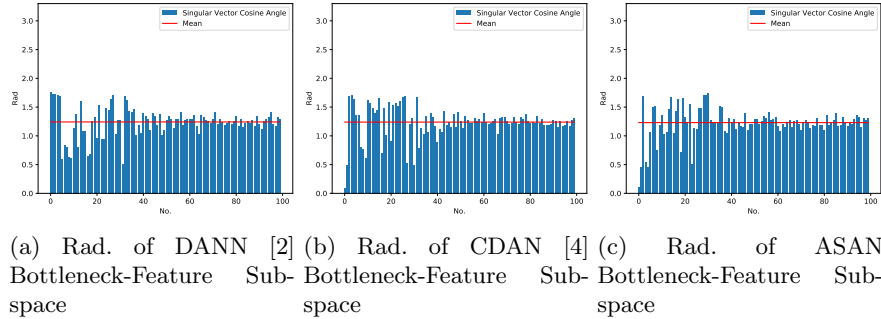 3.0
2.5
2.0
1.5
1.0
0.5
0.0
Rad
0 20 40 60 80 100
No.
Singular Vector Cosine Angle
Mean
3.0
2.5
2.0
1.5
1.0
0.5
0.0
Rad
0 20 40 60 80 100
No.
Singular Vector Cosine Angle
Mean
3.0
2.5
2.0
1.5
1.0
0.5
0.0
Rad
0 20 40 60 80 100
No.
Singular Vector Cosine Angle
Mean
(a) Rad. of DANN [2]
Bottleneck-Feature Sub-
space
(b) Rad. of CDAN [4]
Bottleneck-Feature Sub-
space
(c) Rad. of ASAN
Bottleneck-Feature Sub-
space